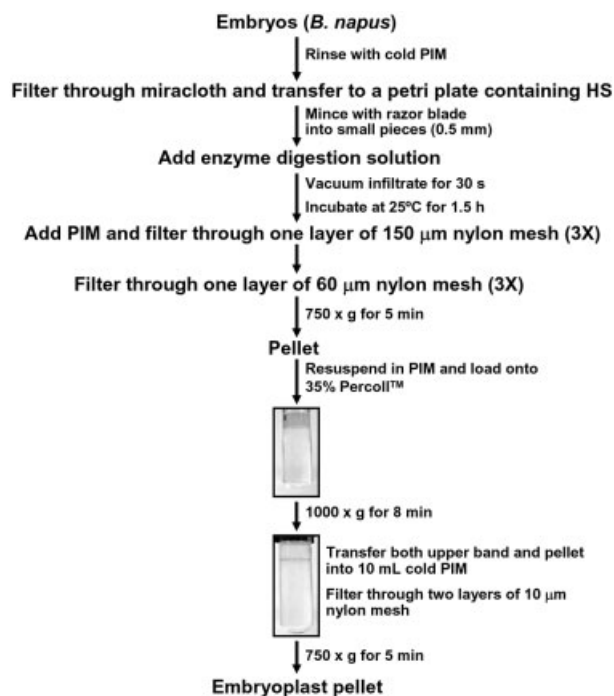 Embryos (B. napus)
Rinse with cold PIM
Filter through miracloth and transfer to a petri plate containing HS
Mince with razor blade
into small pieces (0.5 mm)
Add enzyme digestion solution
Vacuum infiltrate for 30 s
Incubate at 25ºC for 1.5 h
Add PIM and filter through one layer of 150 μm nylon mesh (3X)
Filter through one layer of 60 μm nylon mesh (3X)
750 x g for 5 min
Pellet
Resuspend in PIM and load onto
35% Percoll™
1000 x g for 8 min
Transfer both upper band and pellet
into 10 mL cold PIM
Filter through two layers of 10 μm
nylon mesh
750 x g for 5 min
Embryoplast pellet